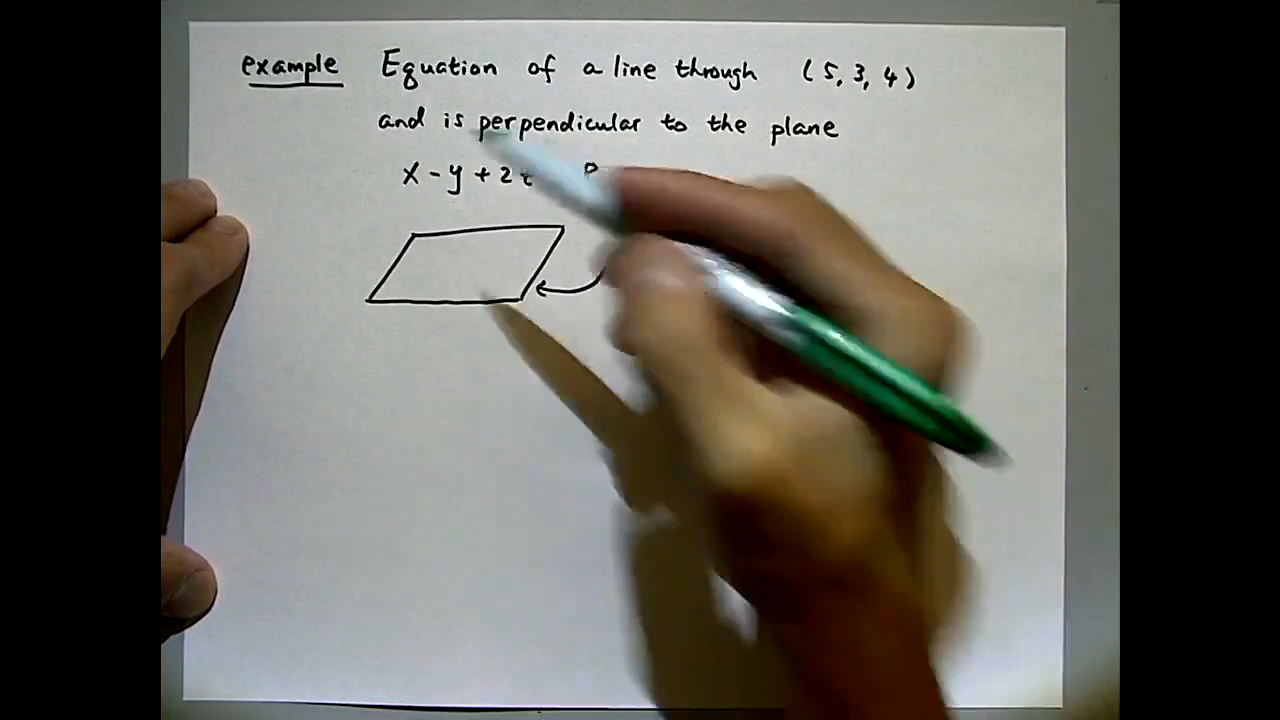 example Equation of a line through (5, 3, 4)
and is perpendicular to the plane
x - y + 2